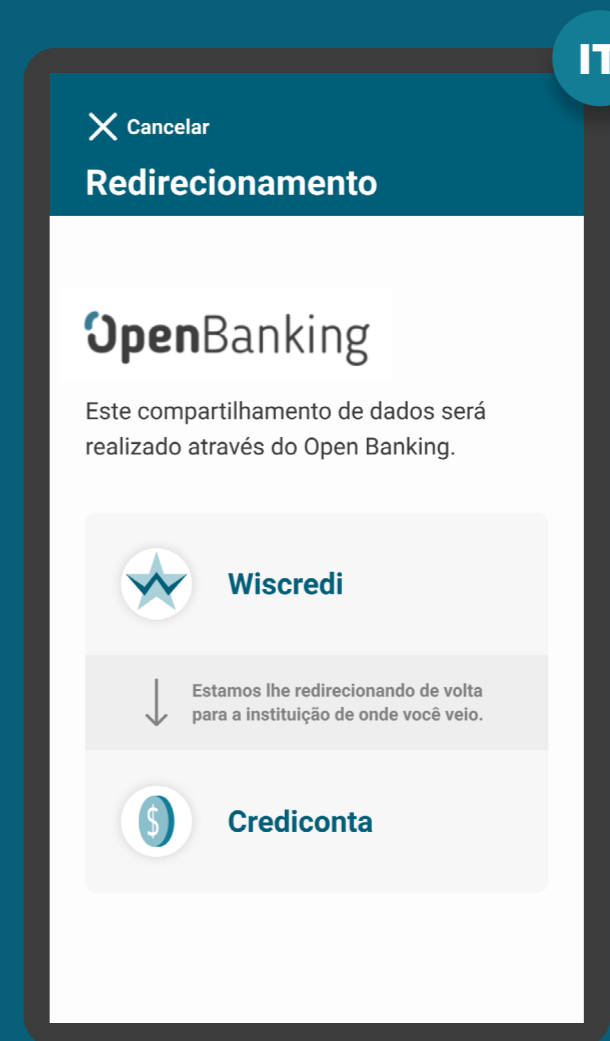 IT
Cancelar
Redirecionamento
OpenBanking
Este compartilhamento de dados será
realizado através do Open Banking.
Wiscredi
Estamos lhe redirecionando de volta
para a instituição de onde você veio.
$
Crediconta